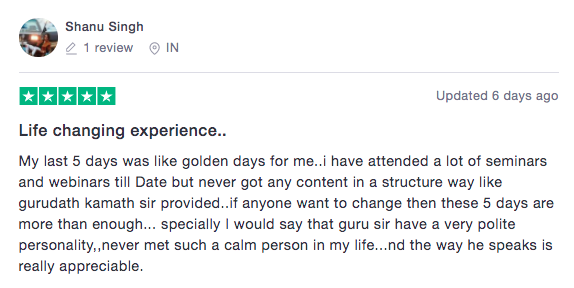 Shanu Singh
1 review IN
Updated 6 days ago
Life changing experience..
My last 5 days was like golden days for me..i have attended a lot of seminars
and webinars till Date but never got any content in a structure way like
gurudath kamath sir provided..if anyone want to change then these 5 days are
more than enough... specially I would say that guru sir have a very polite
personality,,never met such a calm person in my life...nd the way he speaks is
really appreciable.